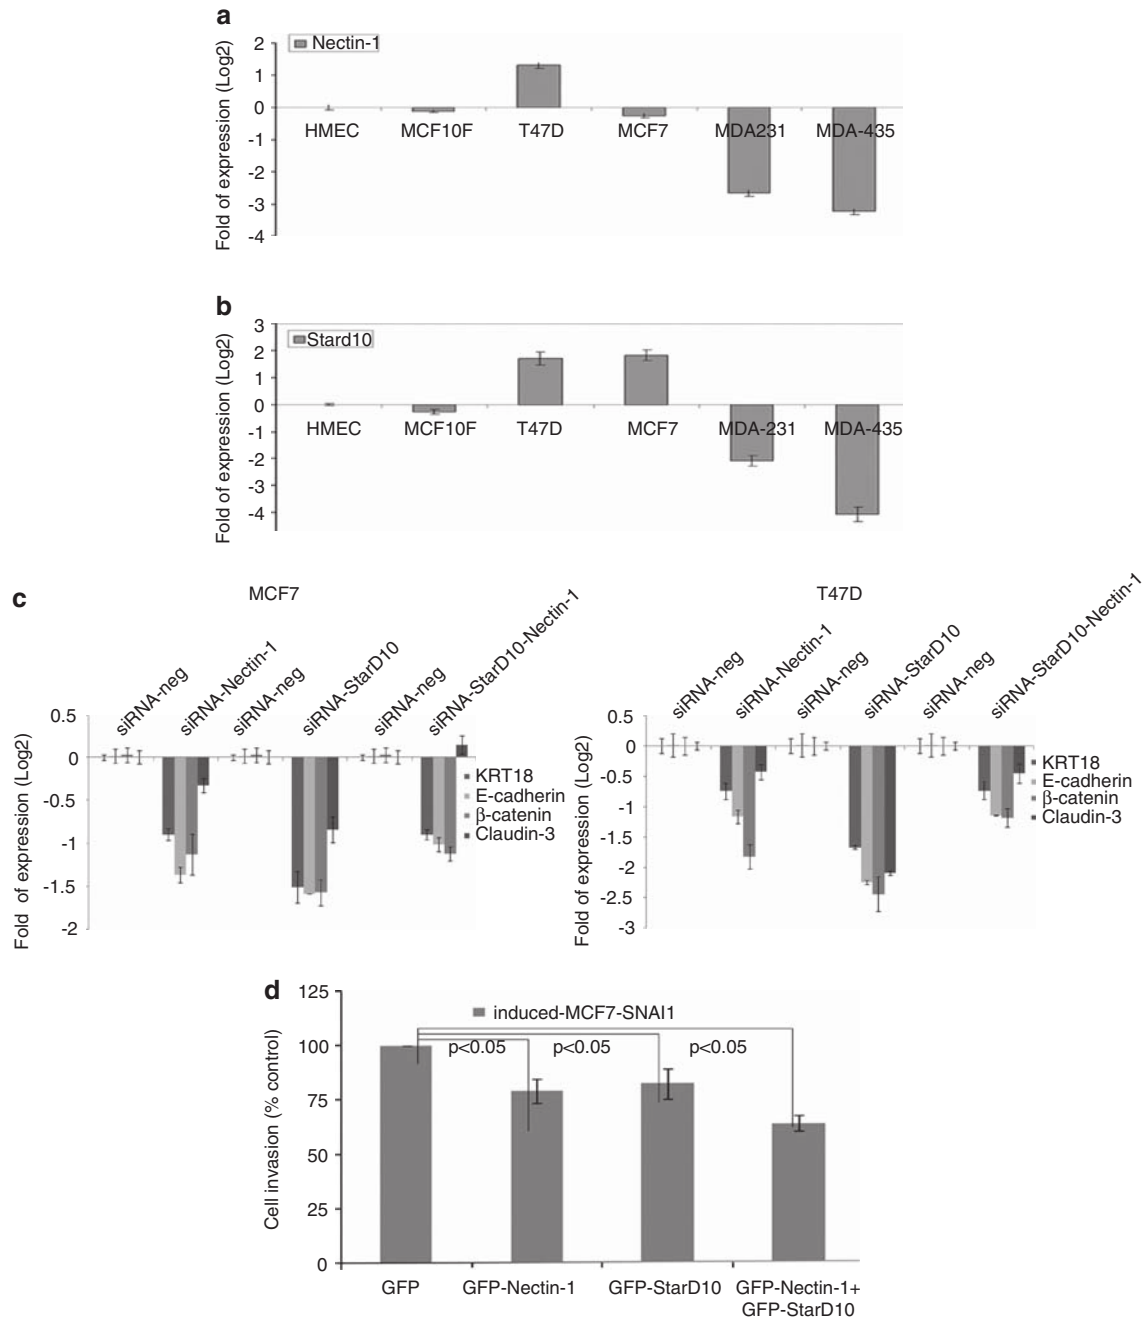 a
Nectin-1
Fold of expression (Log2)
2
1
0
-1
-2
-3
-4
HMEC MCF10F T47D MCF7 MDA231 MDA-435
b
Stard10
Fold of expression (Log2)
3
2
1
0
-1
-2
-3
-4
HMEC MCF10F T47D MCF7 MDA-231 MDA-435
c
MCF7
siRNA-neg
siRNA-Nectin-1
siRNA-neg
siRNA-StarD10
siRNA-neg
siRNA-StarD10-Nectin-1
Fold of expression (Log2)
0.5
0
-0.5
-1
-1.5
-2
KRT18
E-cadherin
β-catenin
Claudin-3
T47D
siRNA-neg
siRNA-Nectin-1
siRNA-neg
siRNA-StarD10
siRNA-neg
siRNA-StarD10-Nectin-1
Fold of expression (Log2)
0.5
0
-0.5
-1
-1.5
-2
-2.5
-3
KRT18
E-cadherin
β-catenin
Claudin-3
d
induced-MCF7-SNAI1
Cell invasion (% control)
125
100
75
50
25
0
p<0.05 p<0.05 p<0.05
GFP GFP-Nectin-1 GFP-StarD10 GFP-Nectin-1+
GFP-StarD10